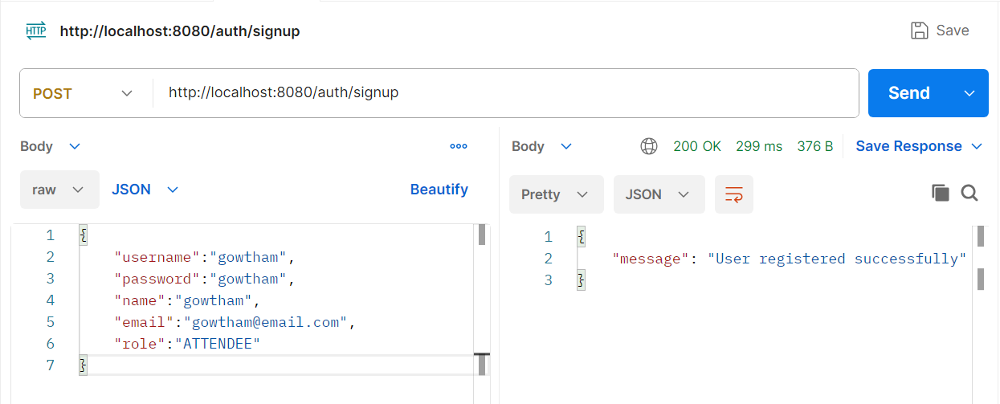 HTTP http://localhost:8080/auth/signup Save
POST http://localhost:8080/auth/signup Send
Body Body 200 OK 299 ms 376 B Save Response
raw JSON Beautify Pretty JSON
1 {
2 "username":"gowtham",
3 "password":"gowtham",
4 "name":"gowtham",
5 "email":"gowtham@email.com",
6 "role":"ATTENDEE"
7 }
1 {
2 "message": "User registered successfully"
3 }